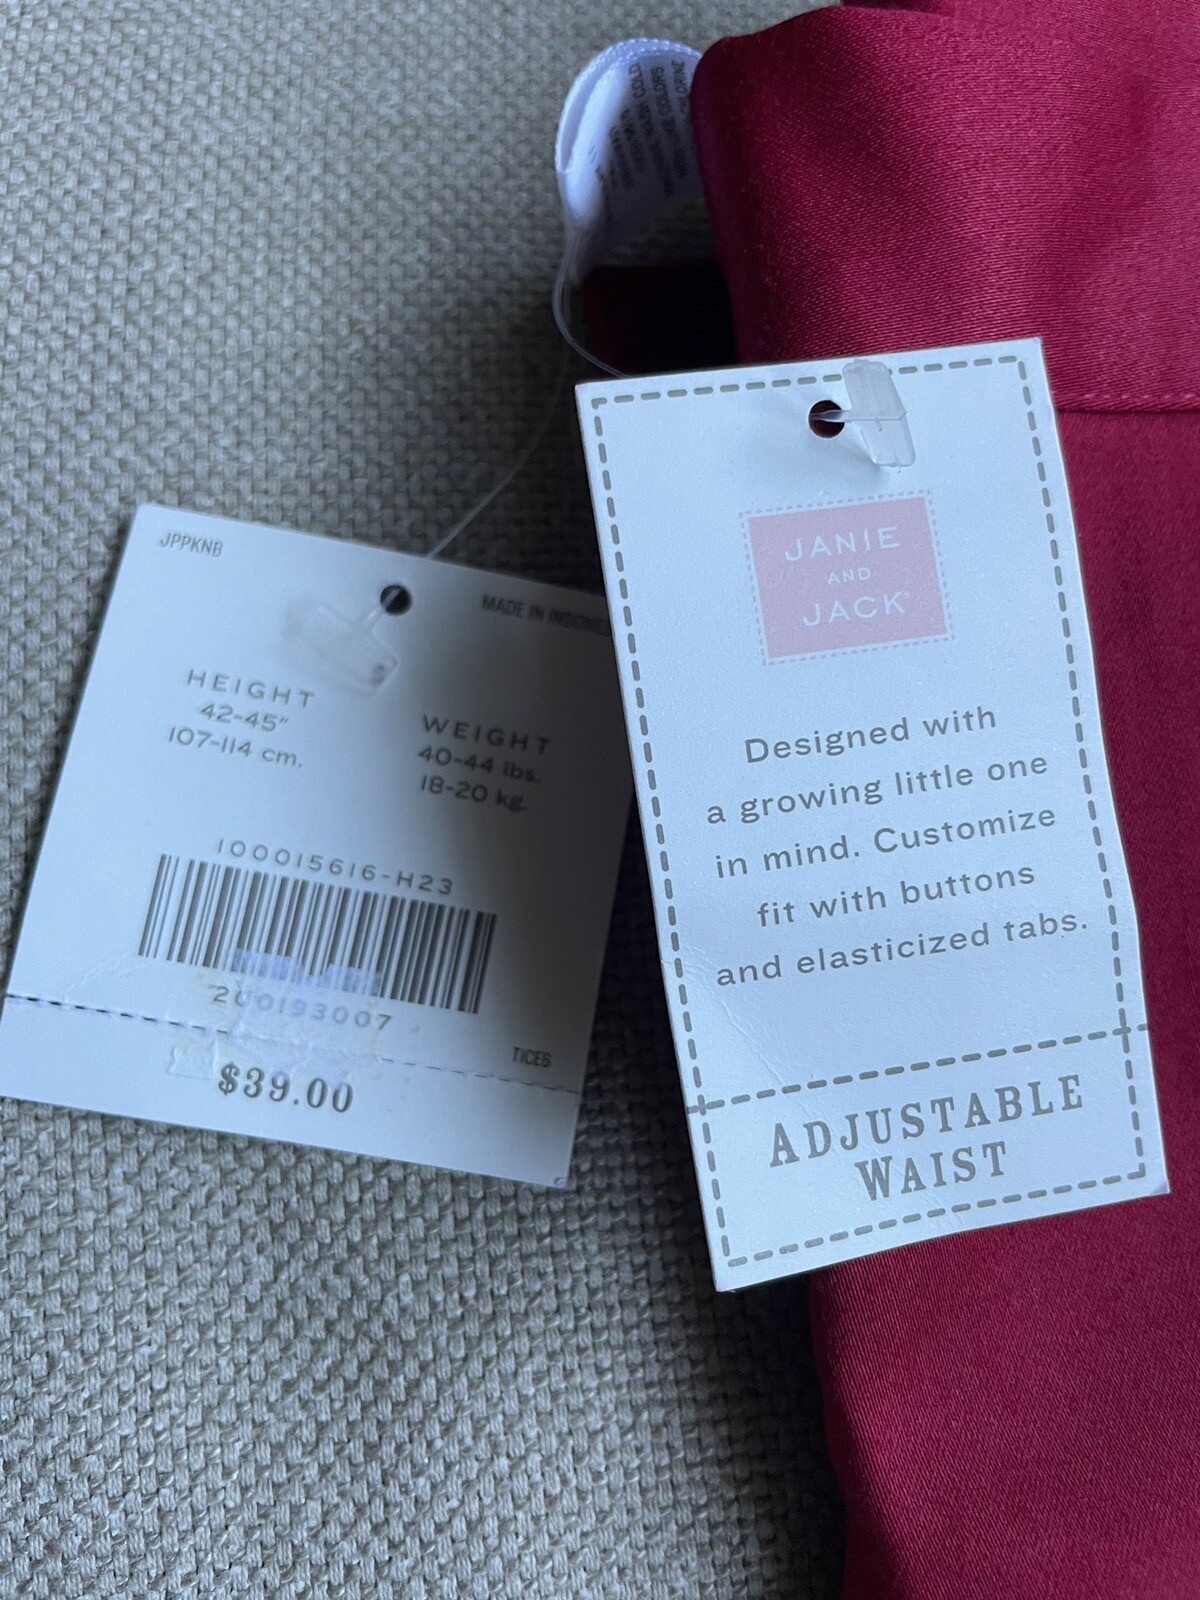 JPPKNB
MADE IN
HEIGHT
42-45"
107-114 cm.
WEIGHT
40-44 lbs.
18-20 kg.
100015616-H23
200193007
TICE6
$39.00
JANIE
AND
JACK
Designed with
a growing little one
in mind. Customize
fit with buttons
and elasticized tabs.
ADJUSTABLE
WAIST
COLORS